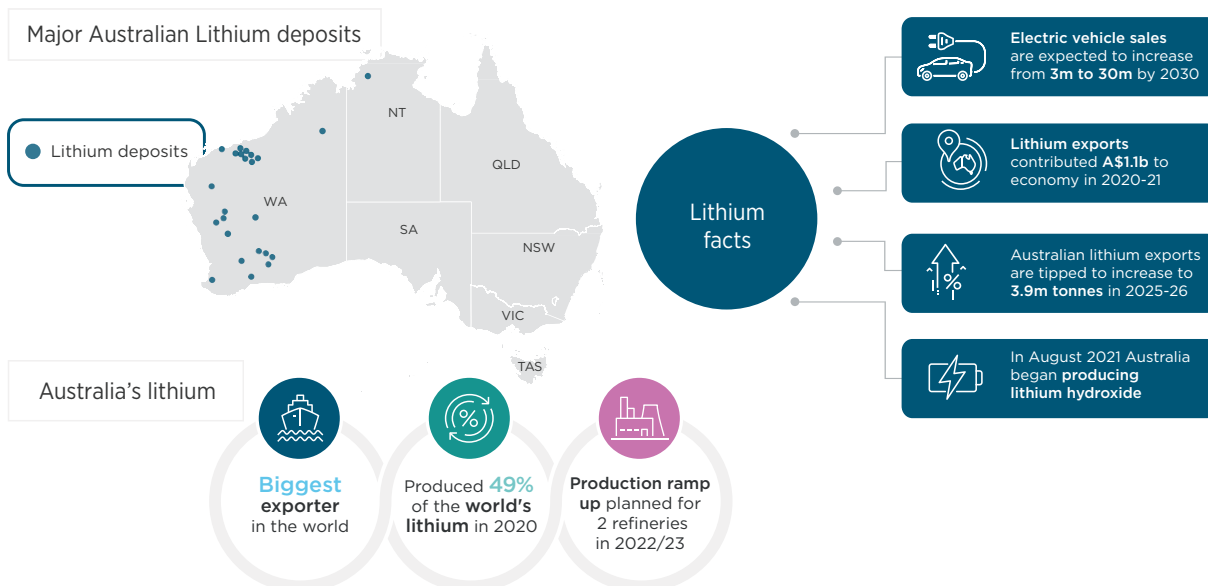 Major Australian Lithium deposits
Lithium deposits
NT
QLD
WA
SA
NSW
VIC
TAS
Lithium
facts
Electric vehicle sales
are expected to increase
from 3m to 30m by 2030
Lithium exports
contributed A$1.1b to
economy in 2020-21
Australian lithium exports
are tipped to increase to
3.9m tonnes in 2025-26
In August 2021 Australia
began producing
lithium hydroxide
Australia’s lithium
Biggest
exporter
in the world
%
Produced 49%
of the world's
lithium in 2020
Production ramp
up planned for
2 refineries
in 2022/23
%